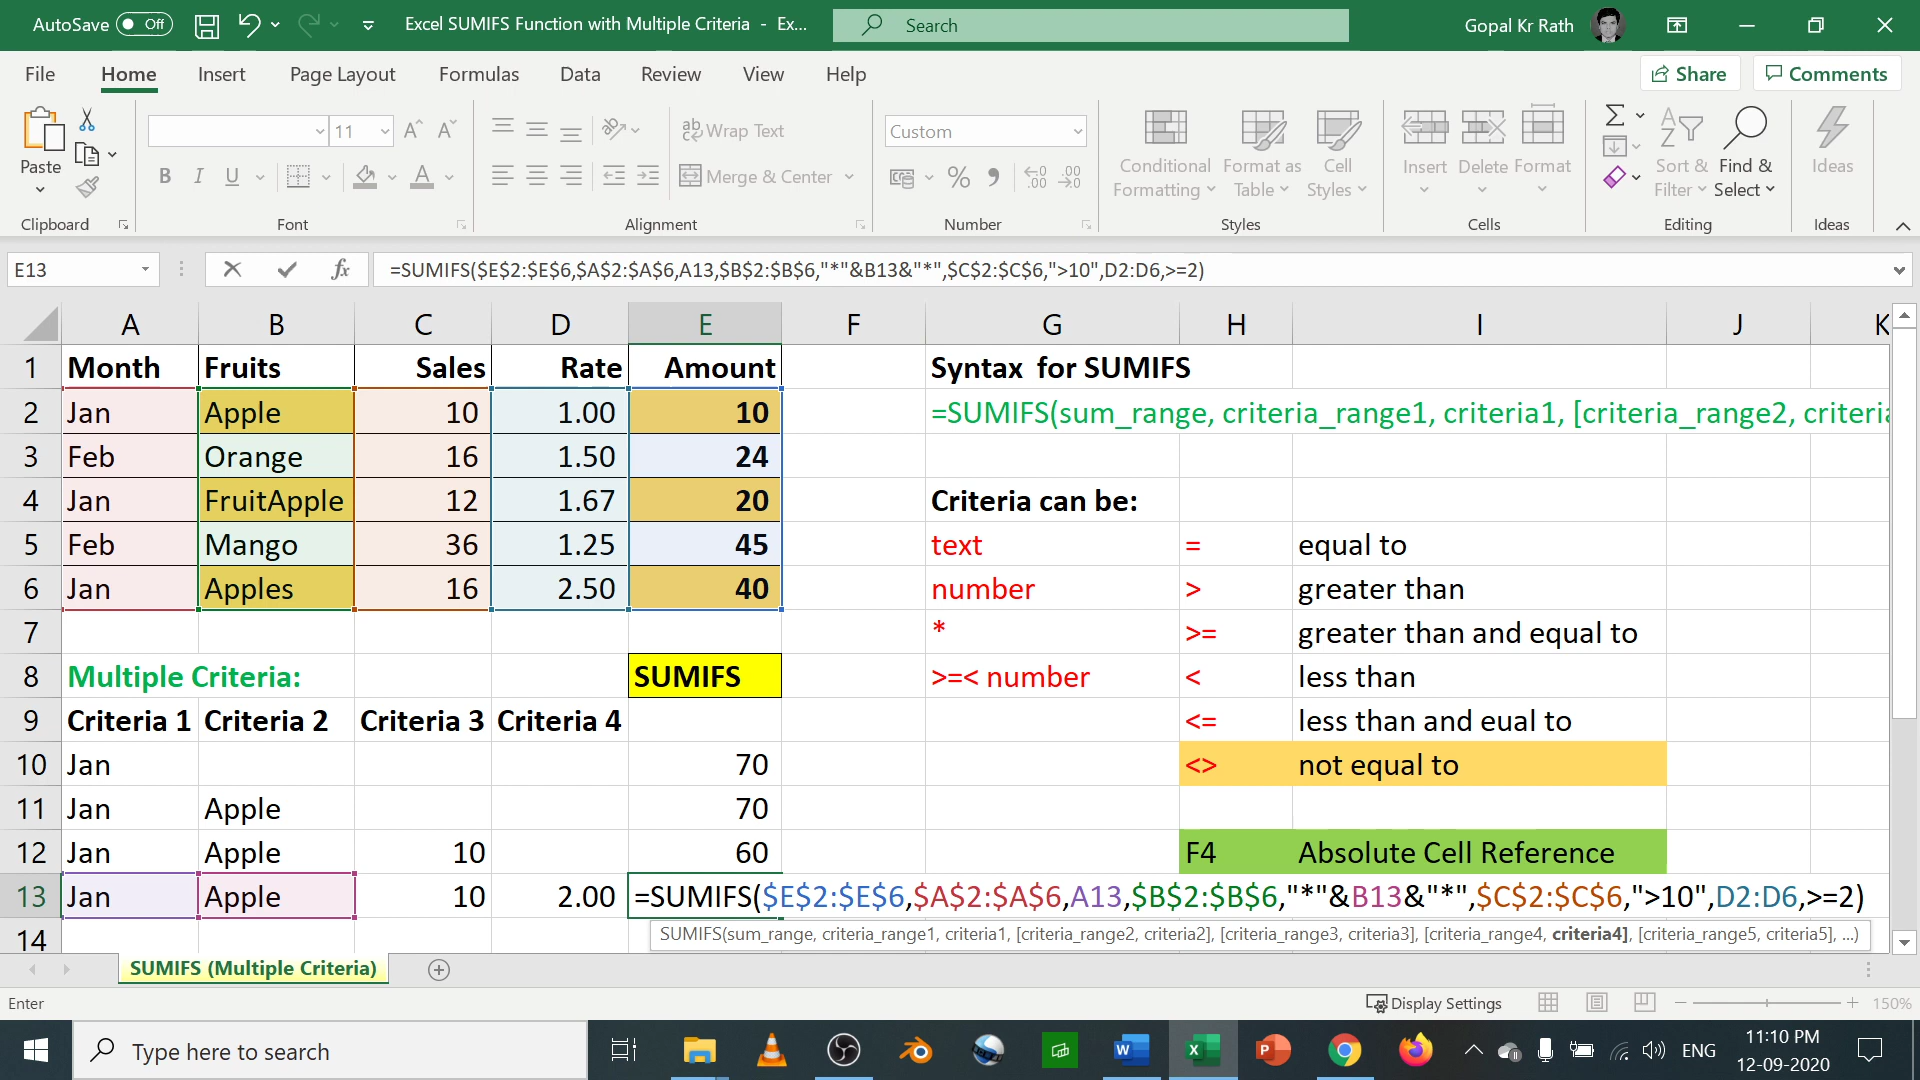 AutoSave Off Excel SUMIFS Function with Multiple Criteria - Ex... Search Gopal Kr Rath
File Home Insert Page Layout Formulas Data Review View Help Share Comments
Paste 11 Wrap Text Merge & Center Custom Conditional Formatting Format as Table Cell Styles Insert Delete Format Sort & Filter Find & Select Ideas
Clipboard Font Alignment Number Styles Cells Editing Ideas
E13 fx =SUMIFS($E$2:$E$6,$A$2:$A$6,A13,$B$2:$B$6,"*"&B13&"*",$C$2:$C$6,">10",D2:D6,>=2)
A B C D E F G H I J K
1 Month Fruits Sales Rate Amount Syntax for SUMIFS
2 Jan Apple 10 1.00 10 =SUMIFS(sum_range, criteria_range1, criteria1, [criteria_range2, criteria
3 Feb Orange 16 1.50 24
4 Jan FruitApple 12 1.67 20 Criteria can be:
5 Feb Mango 36 1.25 45 text = equal to
6 Jan Apples 16 2.50 40 number > greater than
7 * >= greater than and equal to
8 Multiple Criteria: SUMIFS >=< number < less than
9 Criteria 1 Criteria 2 Criteria 3 Criteria 4 <= less than and eual to
10 Jan 70 <> not equal to
11 Jan Apple 70
12 Jan Apple 10 60 F4 Absolute Cell Reference
13 Jan Apple 10 2.00 =SUMIFS($E$2:$E$6,$A$2:$A$6,A13,$B$2:$B$6,"*"&B13&"*",$C$2:$C$6,">10",D2:D6,>=2)
14 SUMIFS(sum_range, criteria_range1, criteria1, [criteria_range2, criteria2], [criteria_range3, criteria3], [criteria_range4, criteria4], [criteria_range5, criteria5], ...)
SUMIFS (Multiple Criteria)
Enter Display Settings 150%
Type here to search ENG 11:10 PM
12-09-2020